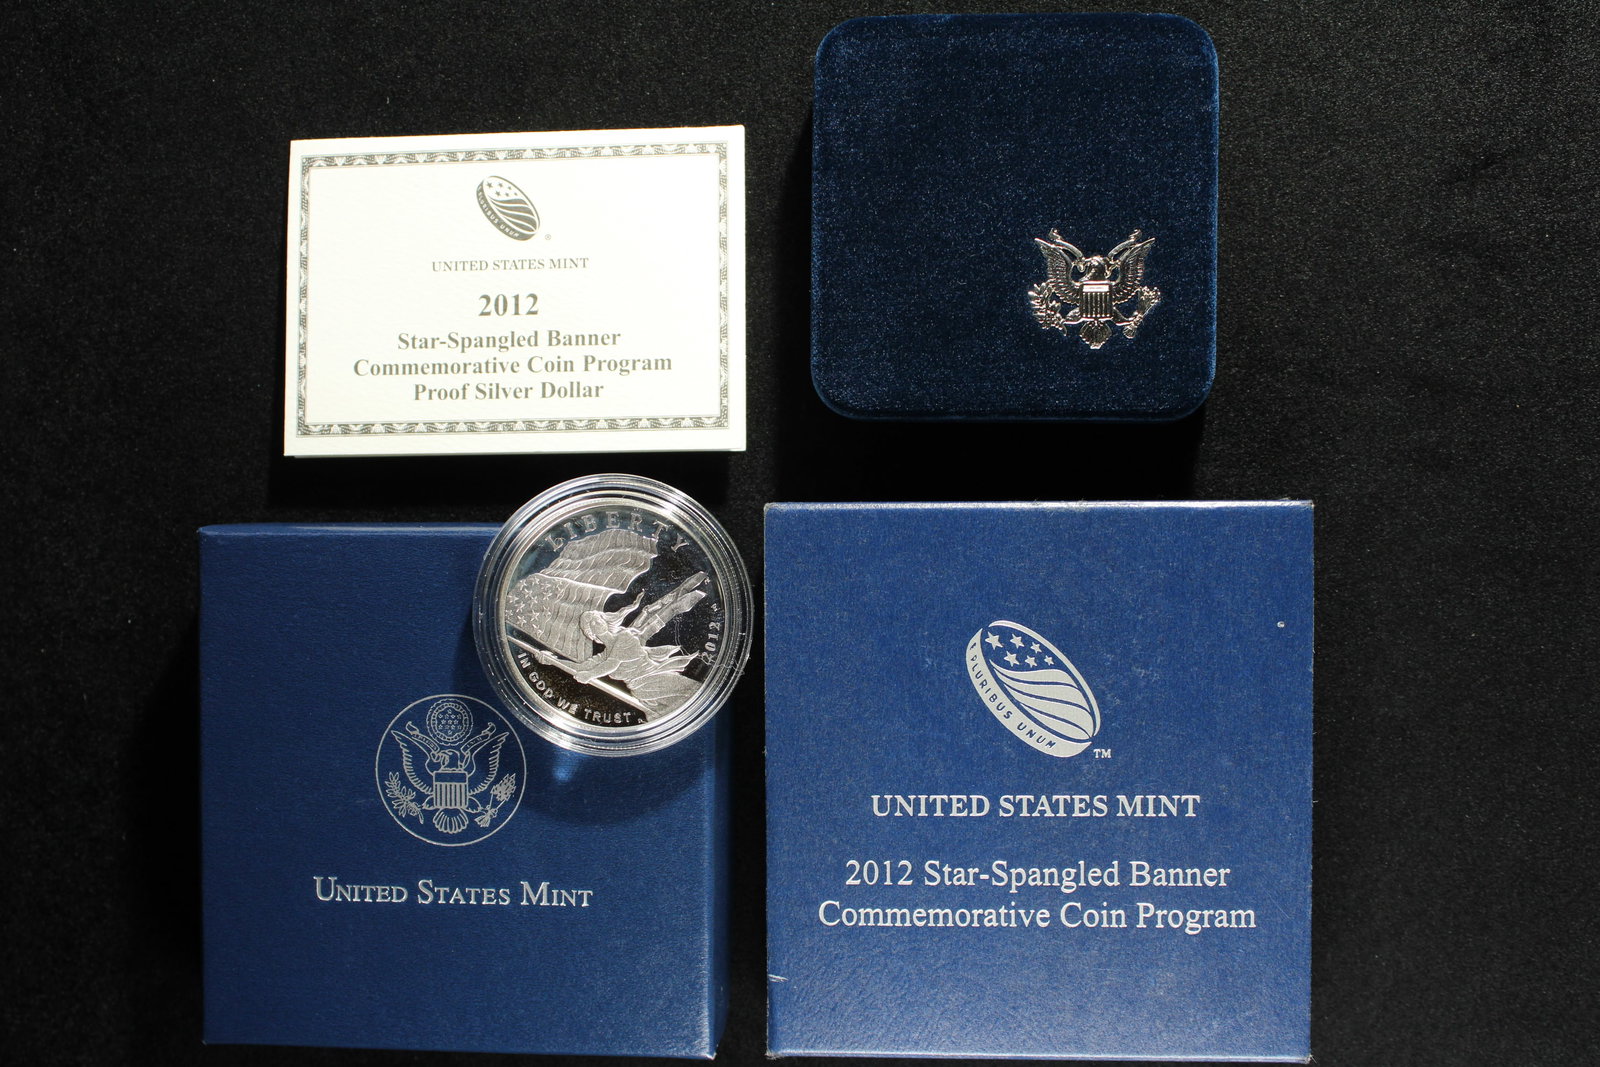 E PLURIBUS UNUM
®
UNITED STATES MINT
2012
Star-Spangled Banner
Commemorative Coin Program
Proof Silver Dollar
LIBERTY
2012
IN GOD WE TRUST
UNITED STATES MINT
E PLURIBUS UNUM
TM
UNITED STATES MINT
2012 Star-Spangled Banner
Commemorative Coin Program